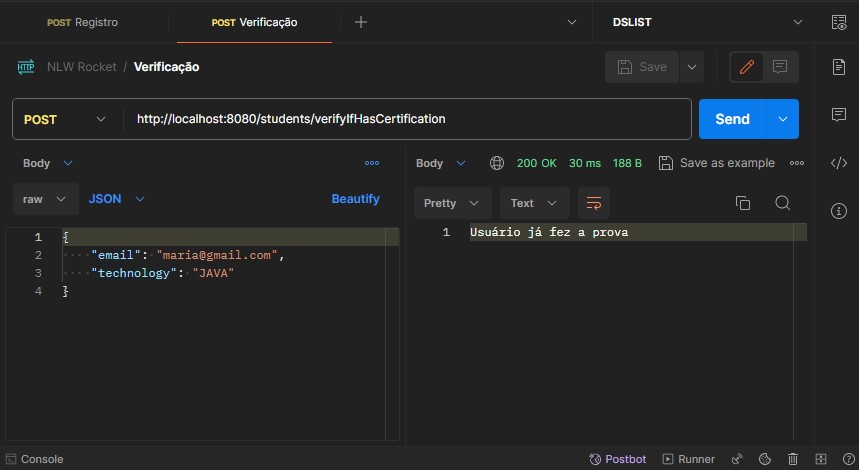 POST Registro
POST Verificação
DSLIST
HTTP NLW Rocket / Verificação
Save
POST
http://localhost:8080/students/verifyIfHasCertification
Send
Body
raw
JSON
Beautify
1 {
2 "email": "maria@gmail.com",
3 "technology": "JAVA"
4 }
Body
200 OK 30 ms 188 B
Save as example
Pretty
Text
1 Usuário já fez a prova
Console
Postbot
Runner